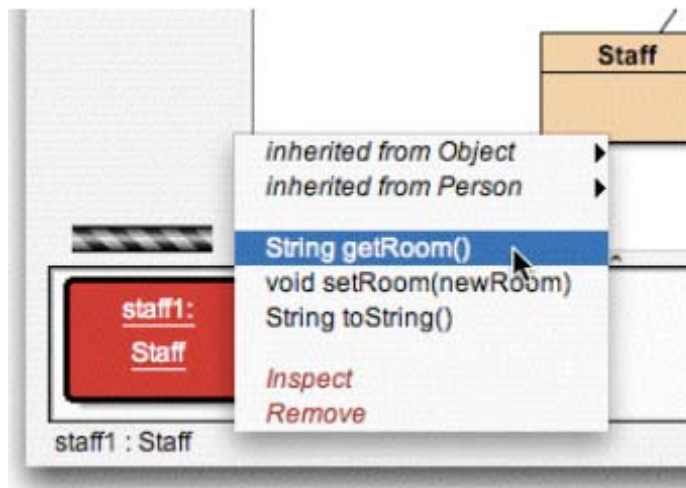 Staff
inherited from Object
inherited from Person
String getRoom()
void setRoom(newRoom)
String toString()
Inspect
Remove
staff1:
Staff
staff1 : Staff